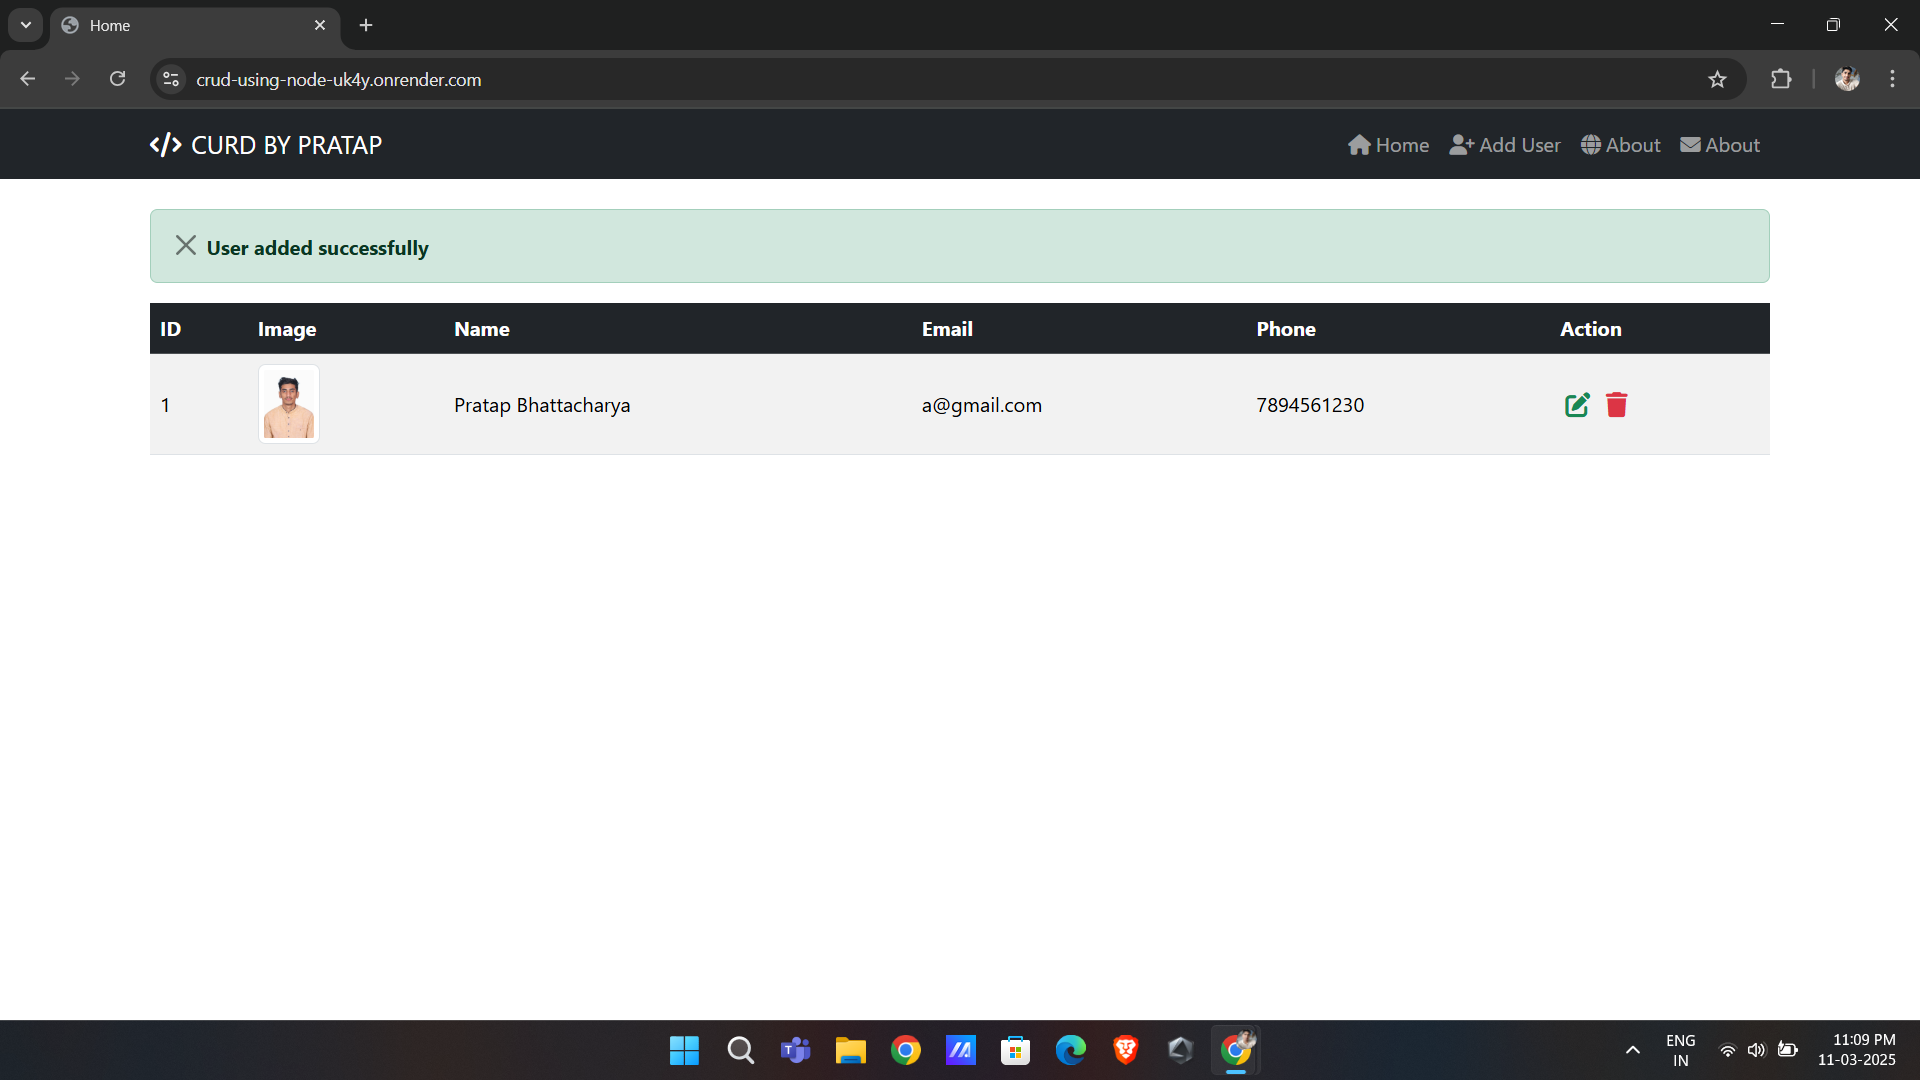 Home
crud-using-node-uk4y.onrender.com
</> CURD BY PRATAP
Home Add User About About
User added successfully
ID Image Name Email Phone Action
1 Pratap Bhattacharya a@gmail.com 7894561230
ENG
IN
11:09 PM
11-03-2025